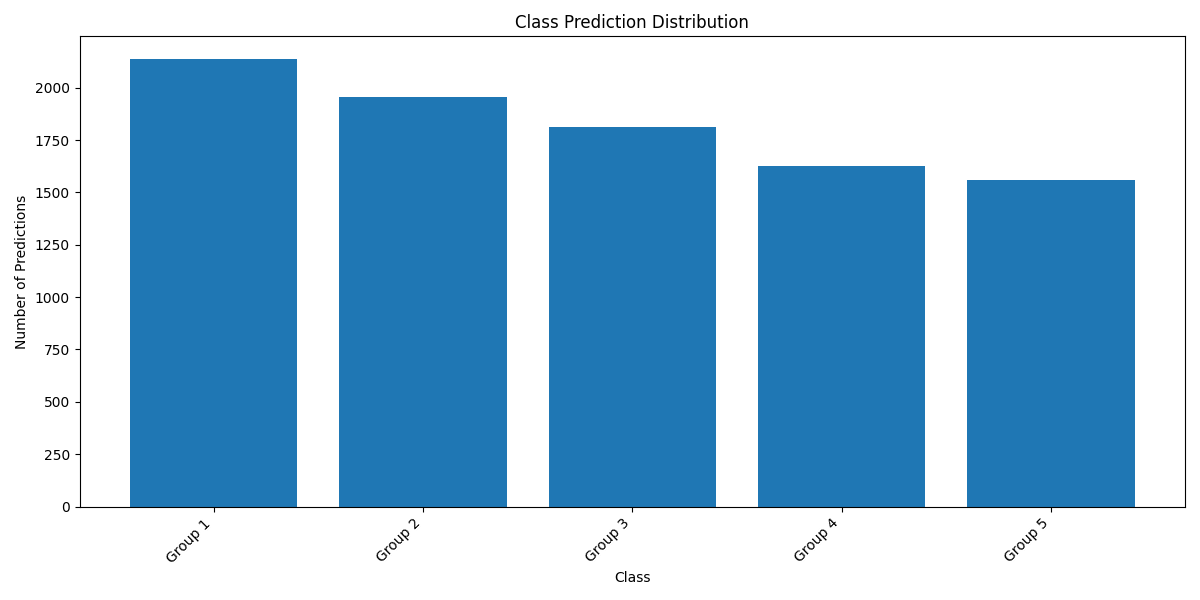 Class Prediction Distribution
Number of Predictions
2000
1750
1500
1250
1000
750
500
250
0
Group 1
Group 2
Group 3
Group 4
Group 5
Class